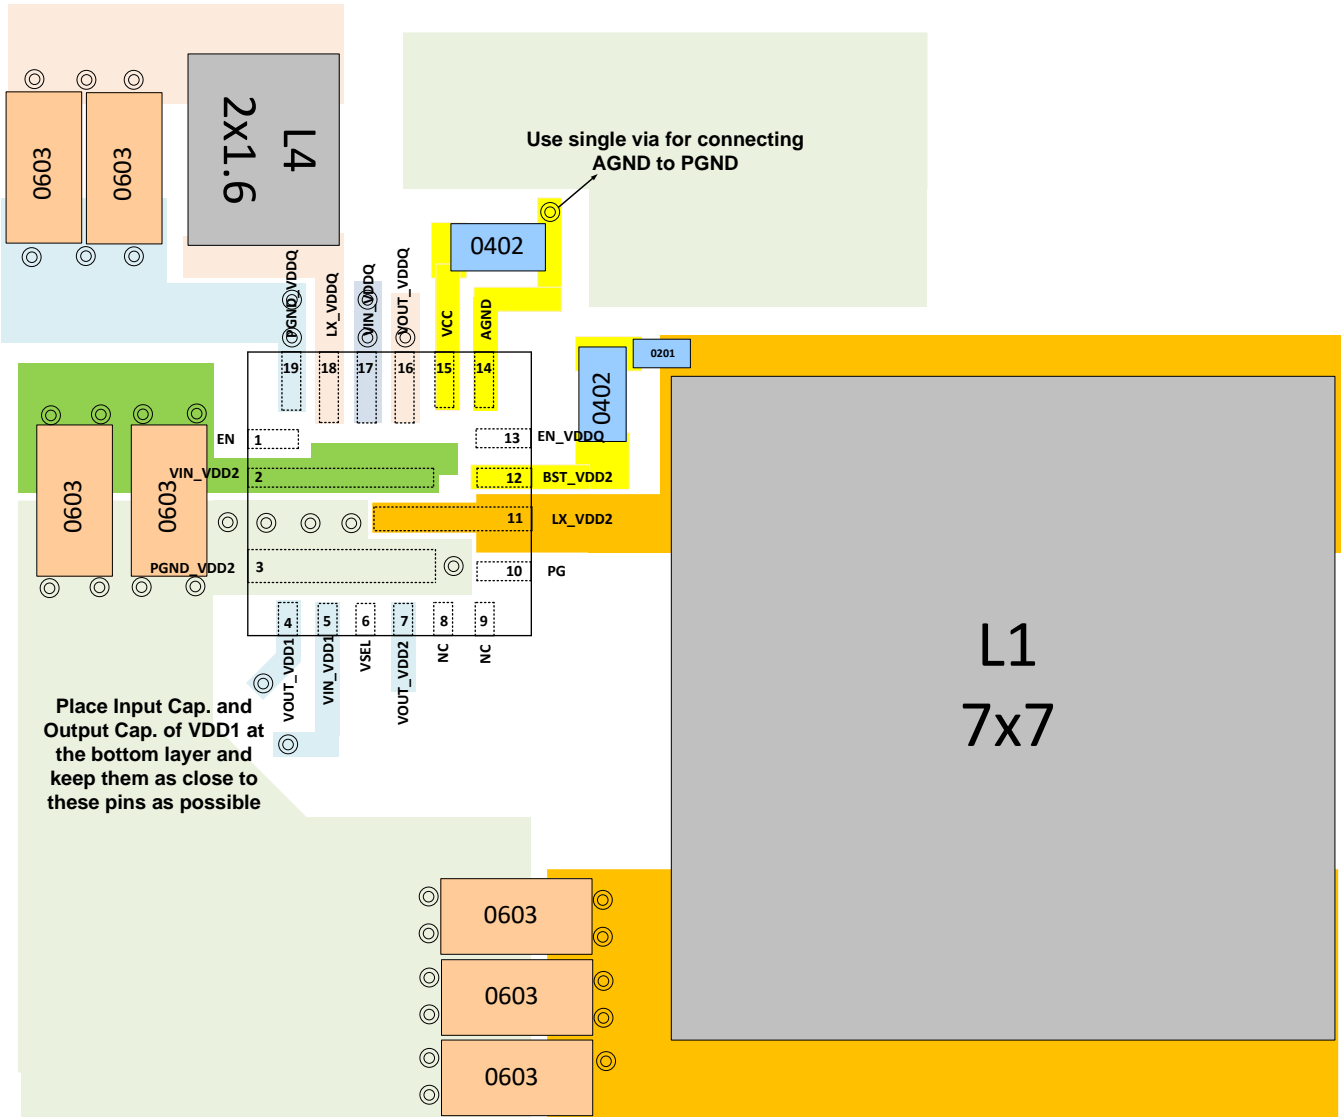 L4
2x1.6
0603
0603
Use single via for connecting
AGND to PGND
0402
PGND_VDDQ
LX_VDDQ
VIN_VDDQ
VOUT_VDDQ
VCC
AGND
19
18
17
16
15
14
0201
0402
EN
1
13
EN_VDDQ
VIN_VDD2
2
12
BST_VDD2
0603
0603
11
LX_VDD2
PGND_VDD2
3
10
PG
4
5
6
7
8
9
VOUT_VDD1
VIN_VDD1
VSEL
VOUT_VDD2
NC
NC
L1
7x7
Place Input Cap. and
Output Cap. of VDD1 at
the bottom layer and
keep them as close to
these pins as possible
0603
0603
0603